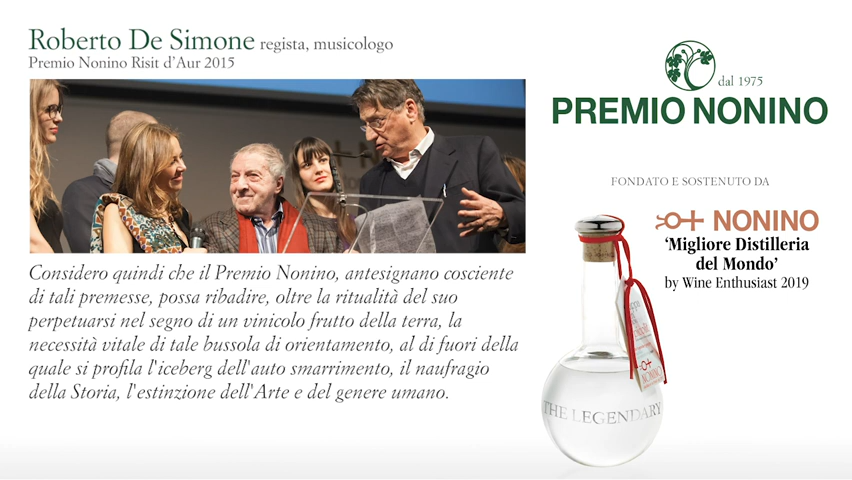 Roberto De Simone regista, musicologo
Premio Nonino Risit d'Aur 2015
Considero quindi che il Premio Nonino, antesignano cosciente
di tali premesse, possa ribadire, oltre la ritualità del suo
perpetuarsi nel segno di un vinicolo frutto della terra, la
necessità vitale di tale bussola di orientamento, al di fuori della
quale si profila l'iceberg dell'auto smarrimento, il naufragio
della Storia, l'estinzione dell'Arte e del genere umano.
dal 1975
PREMIO NONINO
FONDATO E SOSTENUTO DA
NONINO
‘Migliore Distilleria
del Mondo’
by Wine Enthusiast 2019
NONINO
THE LEGENDARY